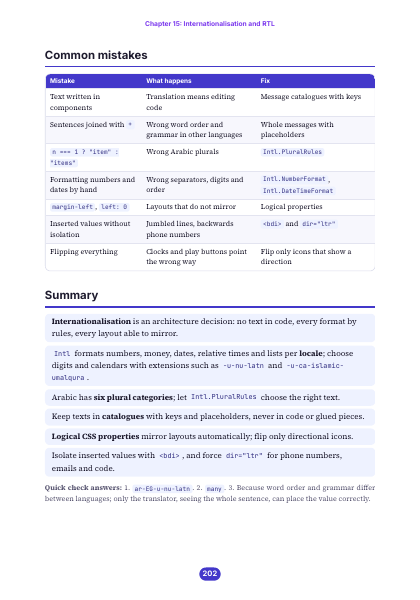 Chapter 15: Internationalisation and RTL
Common mistakes
Mistake What happens Fix
Text written in components Translation means editing code Message catalogues with keys
Sentences joined with + Wrong word order and grammar in other languages Whole messages with placeholders
n === 1 ? "item" : "items" Wrong Arabic plurals Intl.PluralRules
Formatting numbers and dates by hand Wrong separators, digits and order Intl.NumberFormat, Intl.DateTimeFormat
margin-left, left: 0 Layouts that do not mirror Logical properties
Inserted values without isolation Jumbled lines, backwards phone numbers <bdi> and dir="ltr"
Flipping everything Clocks and play buttons point the wrong way Flip only icons that show a direction
Summary
Internationalisation is an architecture decision: no text in code, every format by
rules, every layout able to mirror.
Intl formats numbers, money, dates, relative times and lists per locale; choose
digits and calendars with extensions such as -u-nu-latn and -u-ca-islamic-
umalqura.
Arabic has six plural categories; let Intl.PluralRules choose the right text.
Keep texts in catalogues with keys and placeholders, never in code or glued pieces.
Logical CSS properties mirror layouts automatically; flip only directional icons.
Isolate inserted values with <bdi>, and force dir="ltr" for phone numbers,
emails and code.
Quick check answers: 1. ar-EG-u-nu-latn. 2. many. 3. Because word order and grammar differ
between languages; only the translator, seeing the whole sentence, can place the value correctly.
202